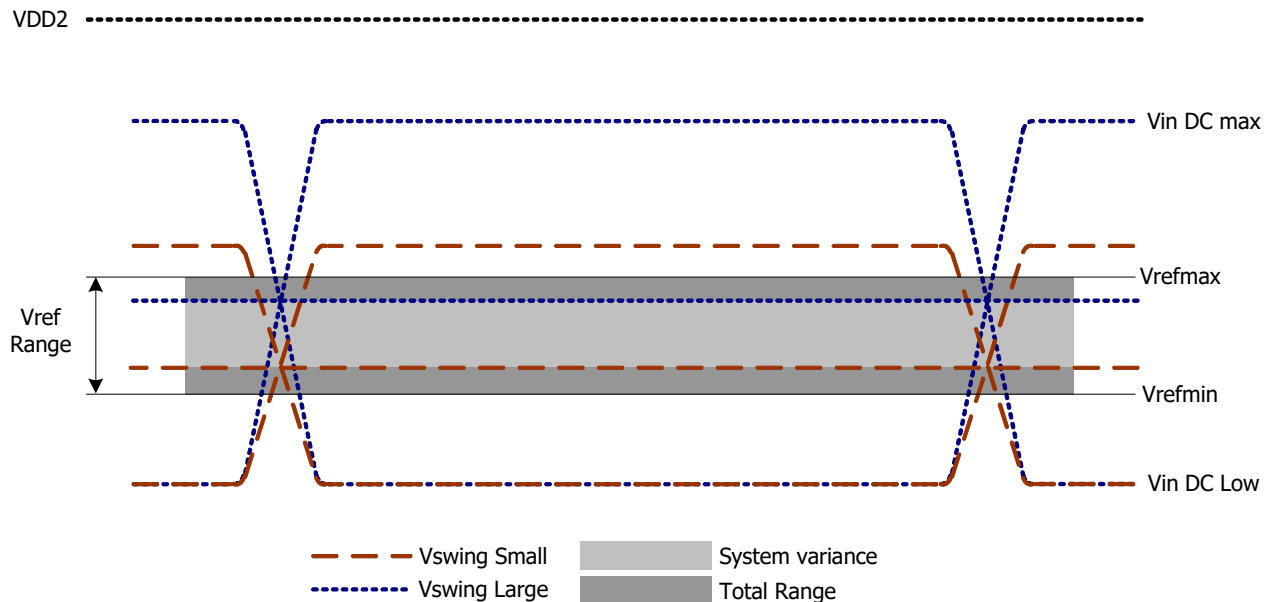 VDD2
Vin DC max
Vrefmax
Vref
Range
Vrefmin
Vin DC Low
Vswing Small
System variance
Vswing Large
Total Range